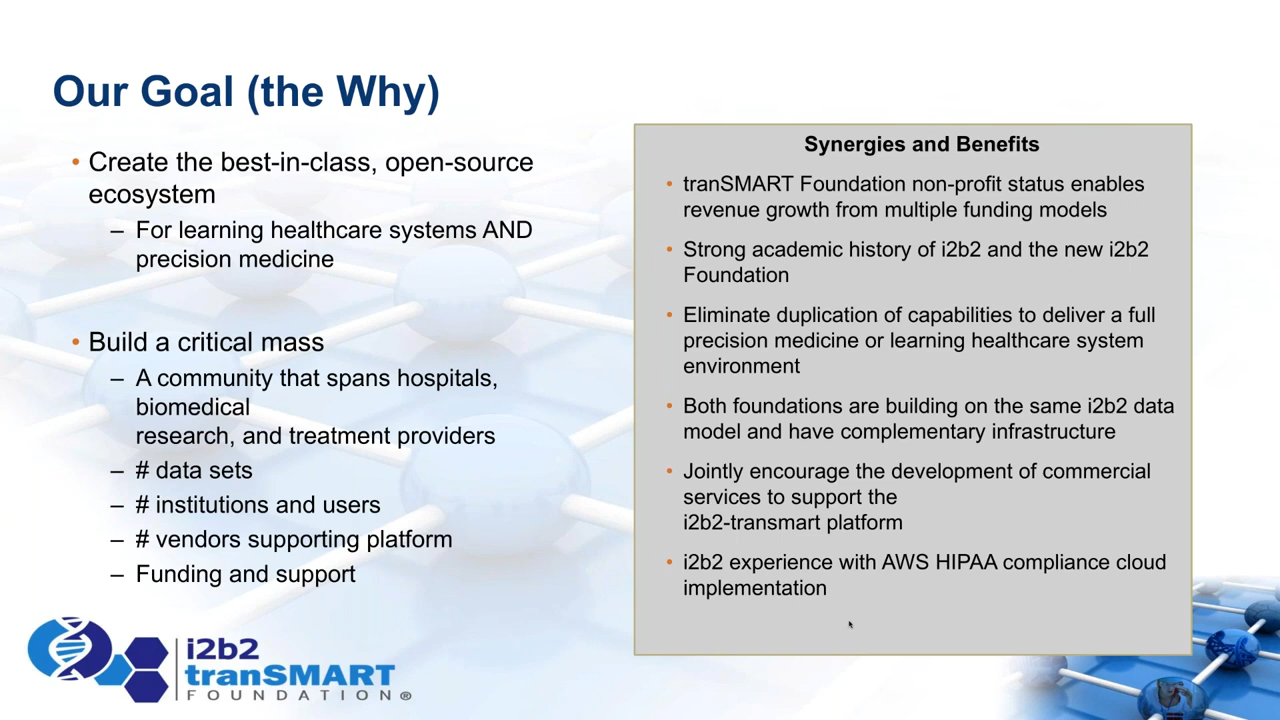 Our Goal (the Why)
• Create the best-in-class, open-source
ecosystem
– For learning healthcare systems AND
precision medicine
• Build a critical mass
– A community that spans hospitals,
biomedical
research, and treatment providers
– # data sets
– # institutions and users
– # vendors supporting platform
– Funding and support
Synergies and Benefits
• tranSMART Foundation non-profit status enables
revenue growth from multiple funding models
• Strong academic history of i2b2 and the new i2b2
Foundation
• Eliminate duplication of capabilities to deliver a full
precision medicine or learning healthcare system
environment
• Both foundations are building on the same i2b2 data
model and have complementary infrastructure
• Jointly encourage the development of commercial
services to support the
i2b2-transmart platform
• i2b2 experience with AWS HIPAA compliance cloud
implementation
i2b2
tranSMART
FOUNDATION®